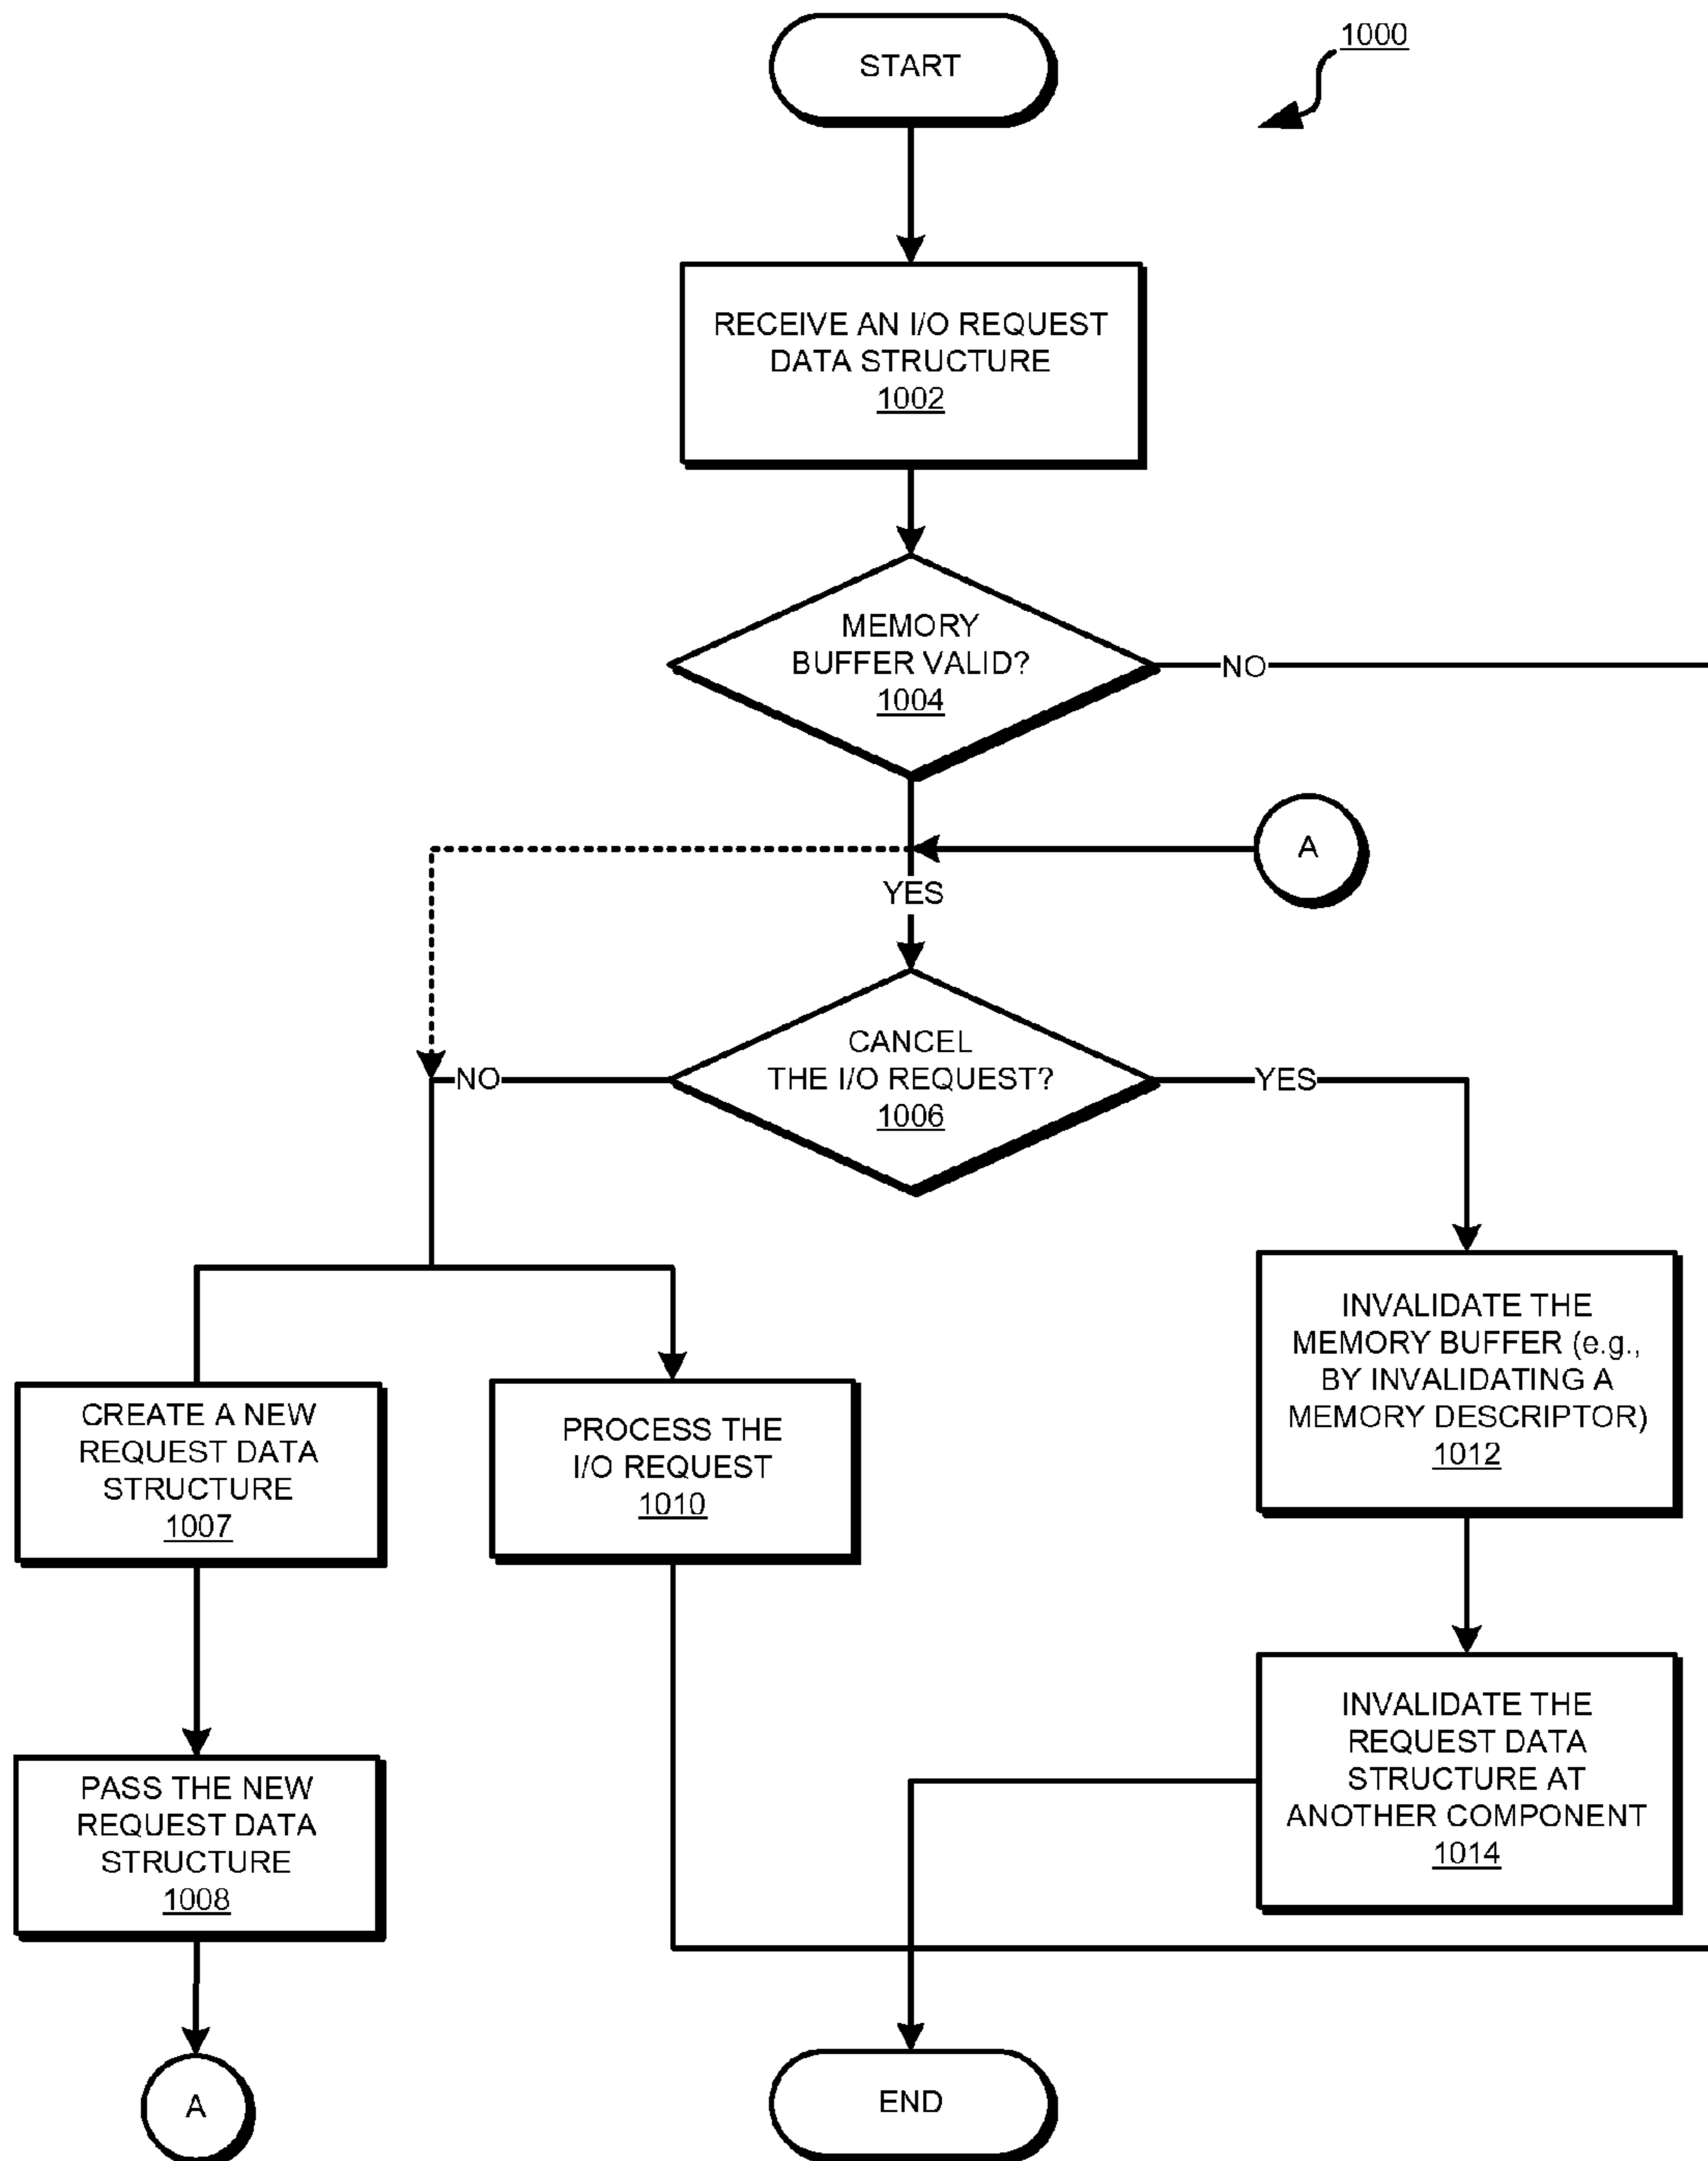 START
1000
RECEIVE AN I/O REQUEST
DATA STRUCTURE
1002
MEMORY
BUFFER VALID?
1004
NO
A
YES
CANCEL
THE I/O REQUEST?
1006
NO
YES
INVALIDATE THE
MEMORY BUFFER (e.g.,
BY INVALIDATING A
MEMORY DESCRIPTOR)
1012
CREATE A NEW
REQUEST DATA
STRUCTURE
1007
PROCESS THE
I/O REQUEST
1010
INVALIDATE THE
REQUEST DATA
STRUCTURE AT
ANOTHER COMPONENT
1014
PASS THE NEW
REQUEST DATA
STRUCTURE
1008
A
END